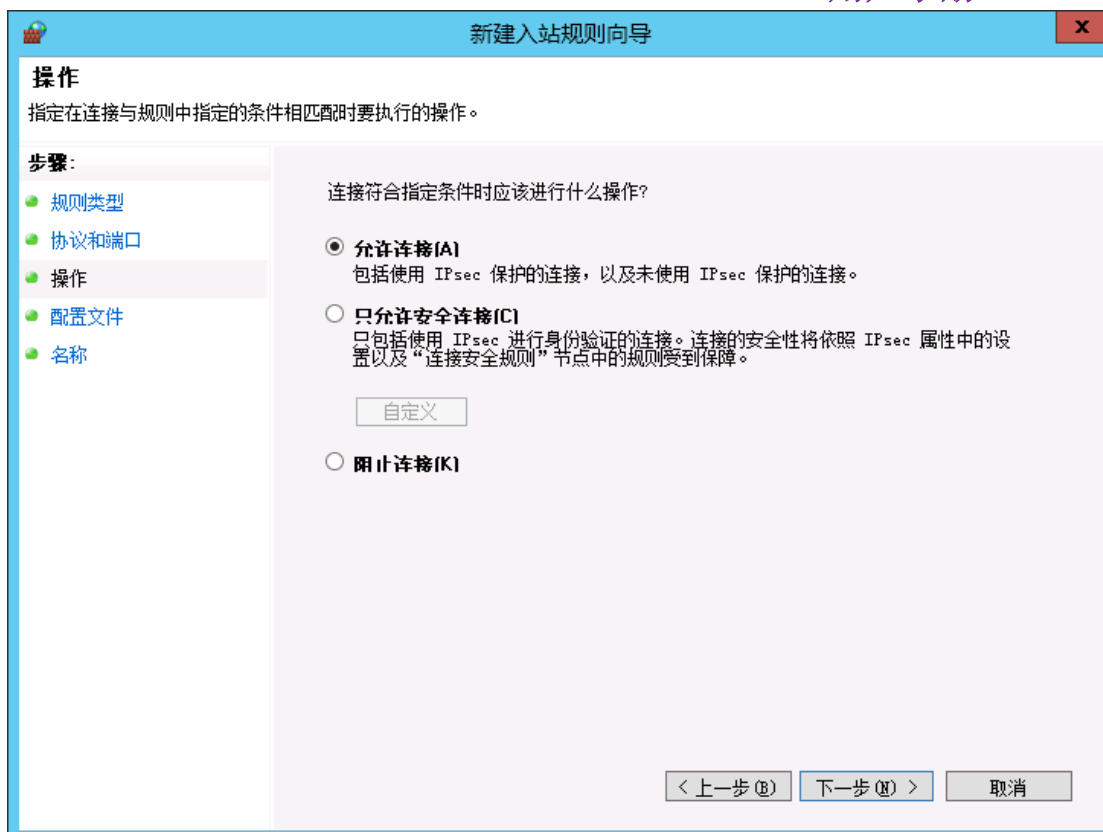 新建入站规则向导
x
操作
指定在连接与规则中指定的条件相匹配时要执行的操作。
步骤:
规则类型
协议和端口
操作
配置文件
名称
连接符合指定条件时应该进行什么操作?
允许连接(A)
包括使用 IPsec 保护的连接，以及未使用 IPsec 保护的连接。
只允许安全连接(C)
只包括使用 IPsec 进行身份验证的连接。连接的安全性将依照 IPsec 属性中的设
置以及“连接安全规则”节点中的规则受到保障。
自定义
阻止连接(K)
< 上一步(B)
下一步(N) >
取消